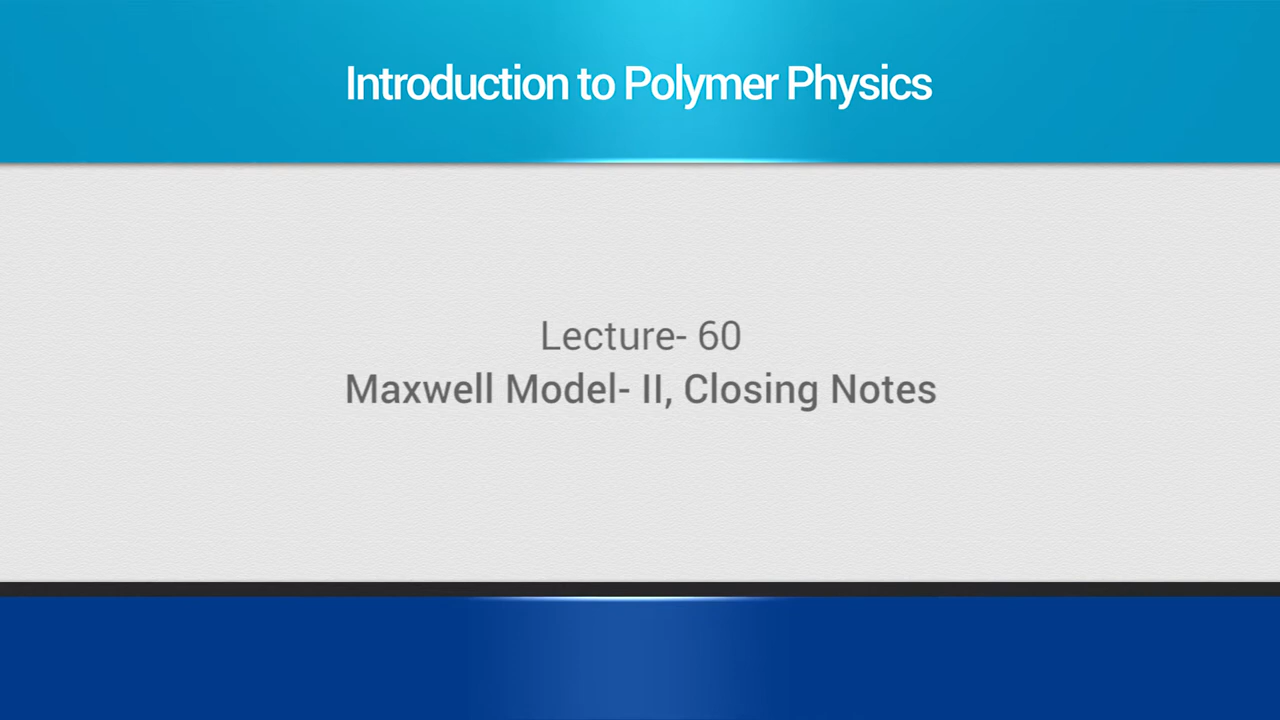 Introduction to Polymer Physics
Lecture- 60
Maxwell Model- II, Closing Notes